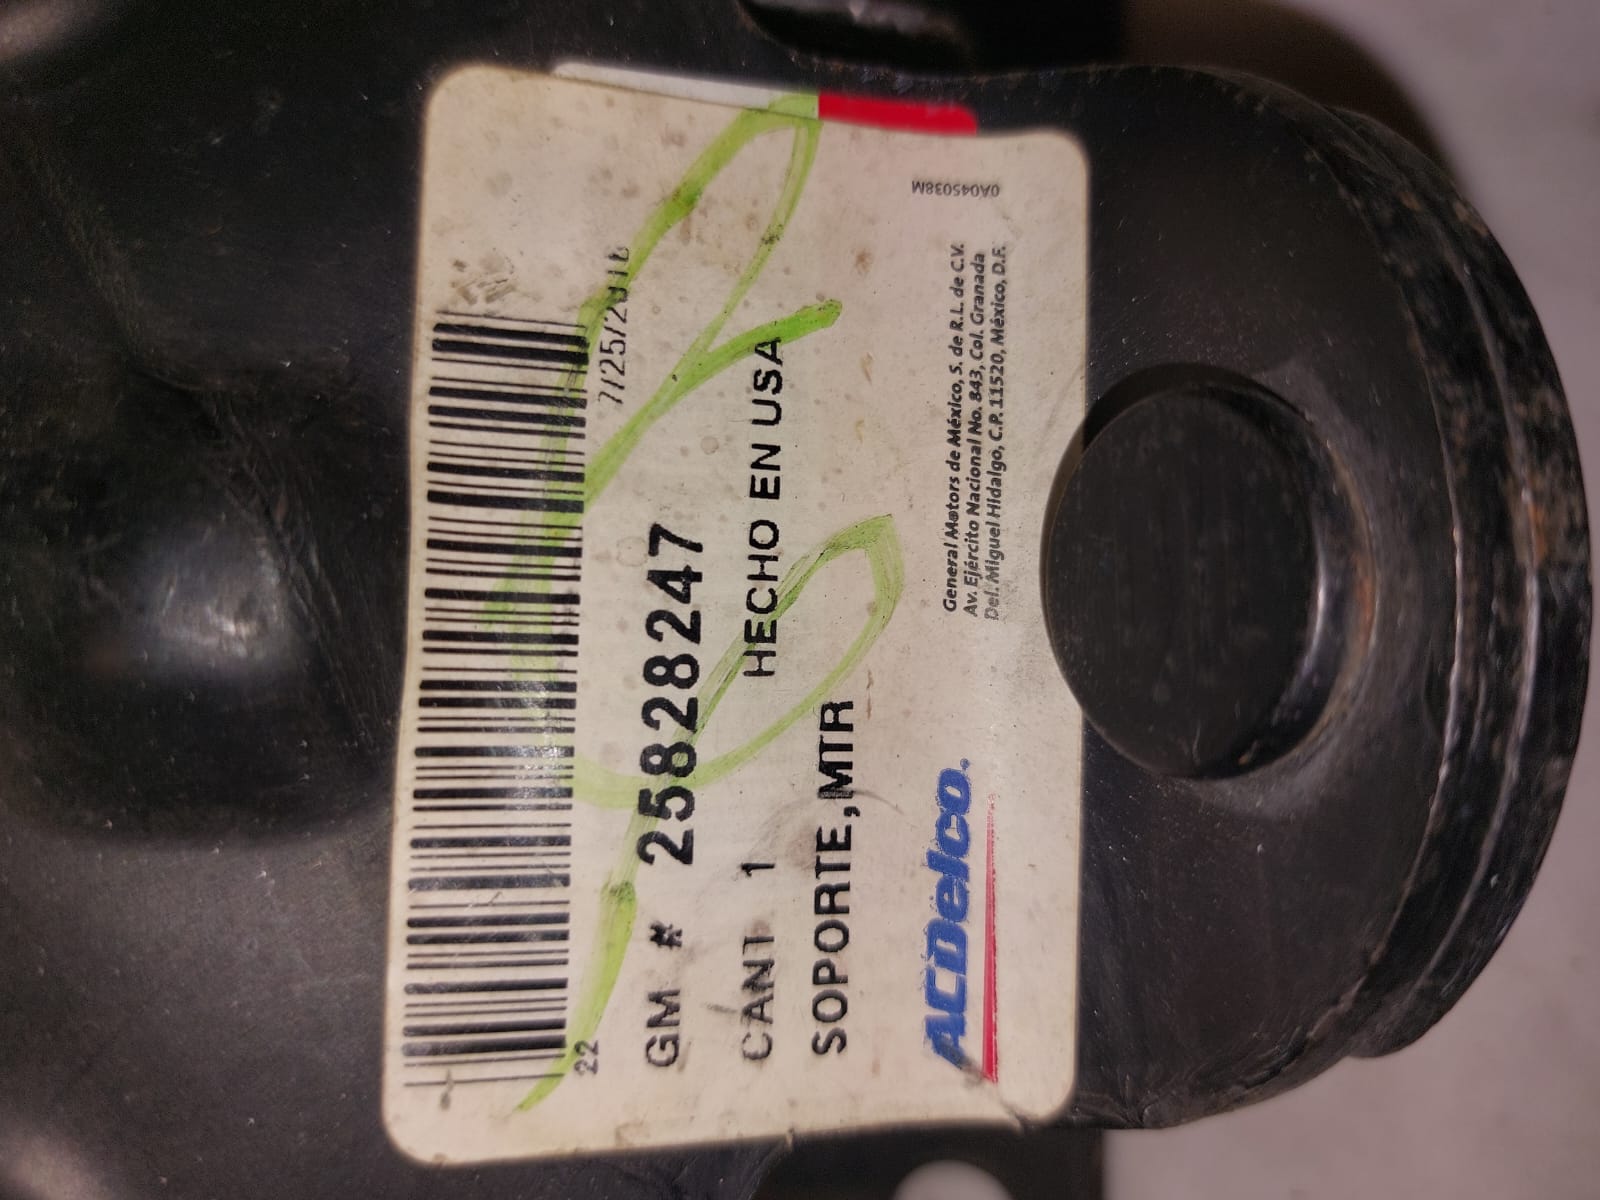 22
7/25/2016
GM # 25828247
CANT 1 HECHO EN USA
SOPORTE,MTR
ACDelco.
General Motors de México, S. de R.L. de C.V.
Av. Ejército Nacional No. 843, Col. Granada
Del. Miguel Hidalgo, C.P. 11520, México, D.F.
0A045038M